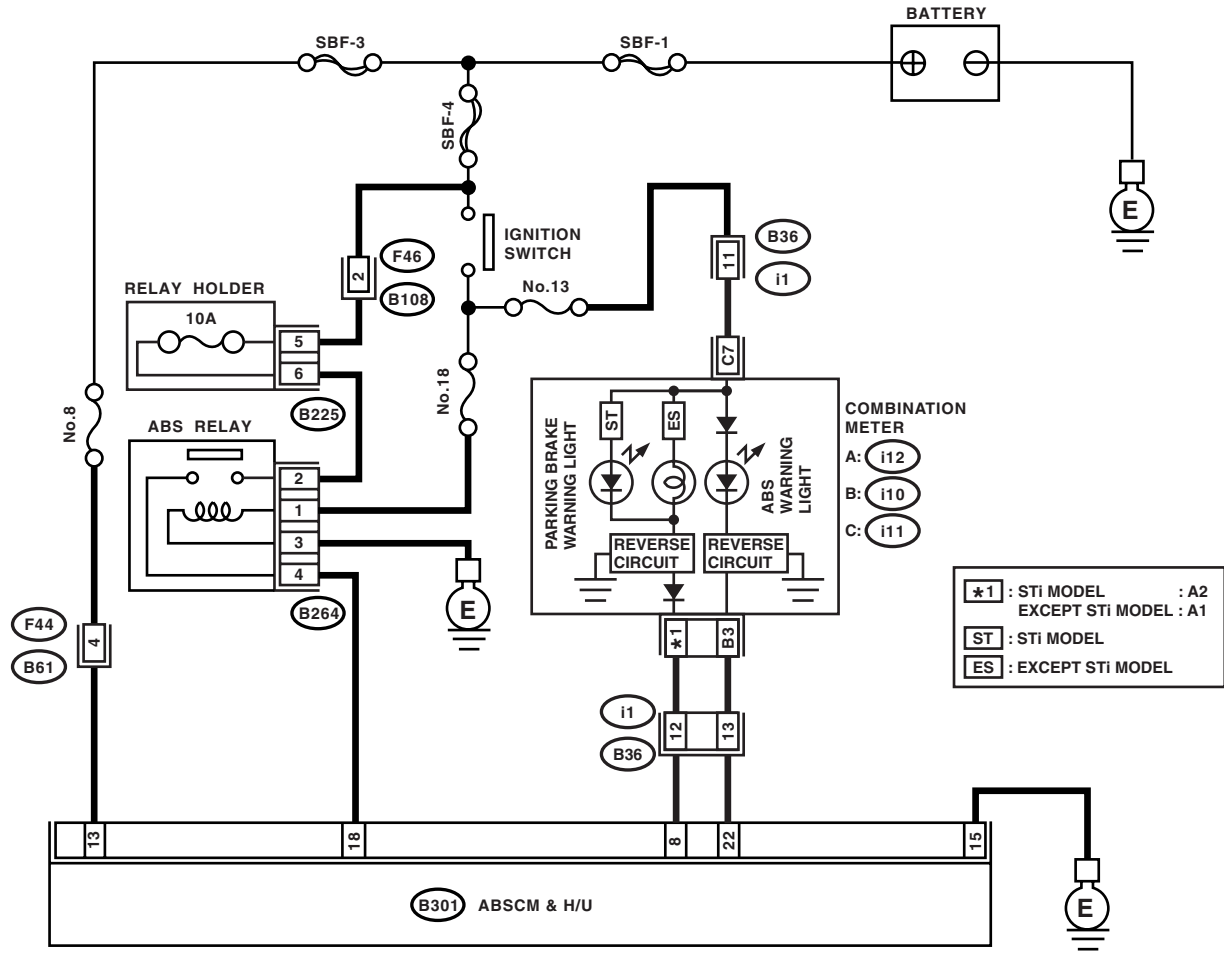 BATTERY
SBF-3
SBF-1
SBF-4
E
IGNITION
SWITCH
F46
2
B108
B36
11
i1
RELAY HOLDER
10A
5
6
B225
No.13
C7
No.8
No.18
ABS RELAY
2
1
3
4
B264
E
PARKING BRAKE
WARNING LIGHT
ST
ES
ABS
WARNING
LIGHT
REVERSE
CIRCUIT
REVERSE
CIRCUIT
COMBINATION
METER
A: i12
B: i10
C: i11
*1 : STi MODEL : A2
EXCEPT STi MODEL : A1
ST : STi MODEL
ES : EXCEPT STi MODEL
F44
4
B61
*1
B3
i1
12
13
B36
13
18
8
22
15
B301 ABSCM & H/U
E